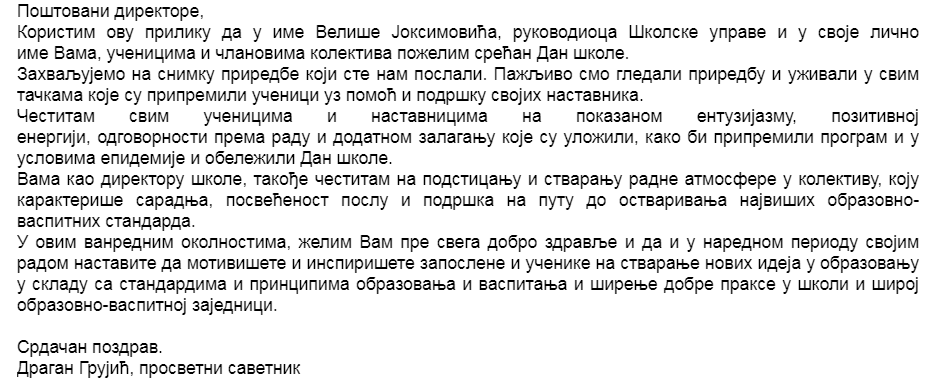 Поштовани директоре,
Користим ову прилику да у име Велише Јоксимовића, руководиоца Школске управе и у своје лично
име Вама, ученицима и члановима колектива пожелим срећан Дан школе.
Захваљујемо на снимку приредбе који сте нам послали. Пажљиво смо гледали приредбу и уживали у свим
тачкама које су припремили ученици уз помоћ и подршку својих наставника.
Честитам свим ученицима и наставницима на показаном ентузијазму, позитивној
енергији, одговорности према раду и додатном залагању које су уложили, како би припремили програм и у
условима епидемије и обележили Дан школе.
Вама као директору школе, такође честитам на подстицању и стварању радне атмосфере у колективу, коју
карактерише сарадња, посвећеност послу и подршка на путу до остваривања највиших образовно-
васпитних стандарда.
У овим ванредним околностима, желим Вам пре свега добро здравље и да и у наредном периоду својим
радом наставите да мотивишете и инспиришете запослене и ученике на стварање нових идеја у образовању
у складу са стандардима и принципима образовања и васпитања и ширење добре праксе у школи и широј
образовно-васпитној заједници.
Срдачан поздрав.
Драган Грујић, просветни саветник